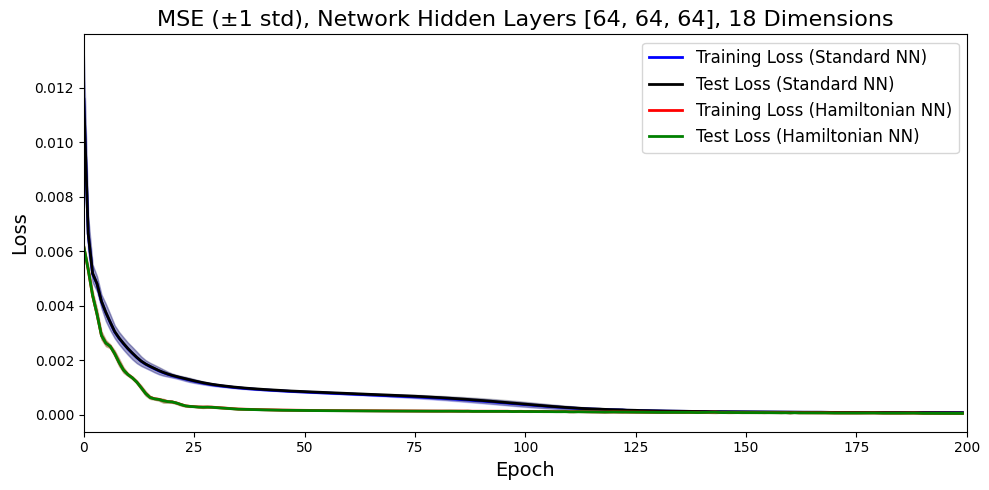 MSE (±1 std), Network Hidden Layers [64, 64, 64], 18 Dimensions
Training Loss (Standard NN)
Test Loss (Standard NN)
Training Loss (Hamiltonian NN)
Test Loss (Hamiltonian NN)
Loss
0.012
0.010
0.008
0.006
0.004
0.002
0.000
0 25 50 75 100 125 150 175 200
Epoch